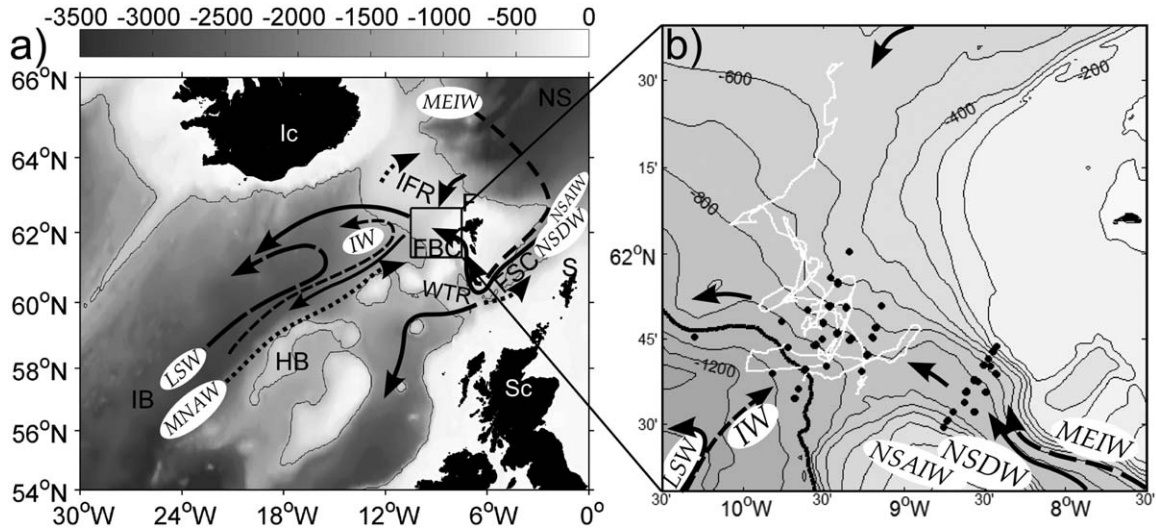 -3500 -3000 -2500 -2000 -1500 -1000 -500 0
a)
66°N
64°N
62°N
60°N
58°N
56°N
54°N
30°W 24°W 18°W 12°W 6°W 0°
NS
MEIW
Ic
IFR
F
NSAIW
NSDW
IW
FBC
FSC
S
WTR
LSW
HB
MNAW
IB
Sc
b)
30'
15'
62°N
45'
30'
30' 10°W 30' 9°W 30' 8°W 30'
-600
-200
-400
-800
-1200
LSW
IW
NSAIW
NSDW
MEIW